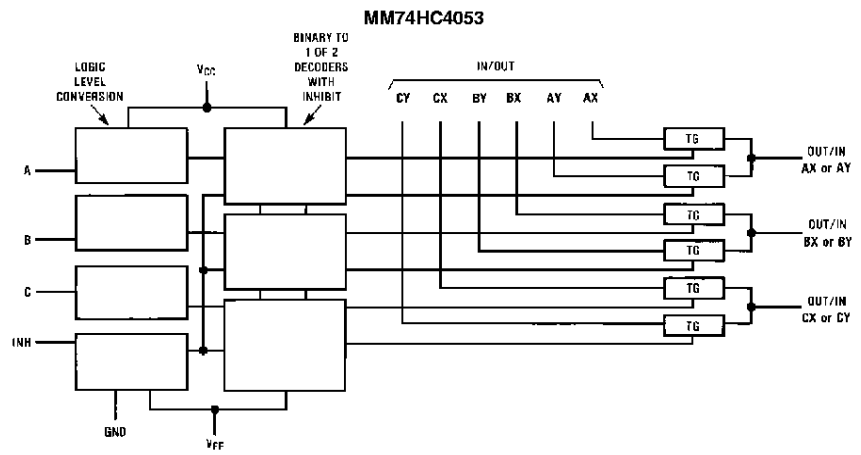 MM74HC4053
LOGIC
LEVEL
CONVERSION
VCC
BINARY TO
1 OF 2
DECODERS
WITH
INHIBIT
IN/OUT
CY CX BY BX AY AX
A
B
C
INH
GND
VEE
TG
TG
TG
TG
TG
TG
OUT/IN
AX or AY
OUT/IN
BX or BY
OUT/IN
CX or CY